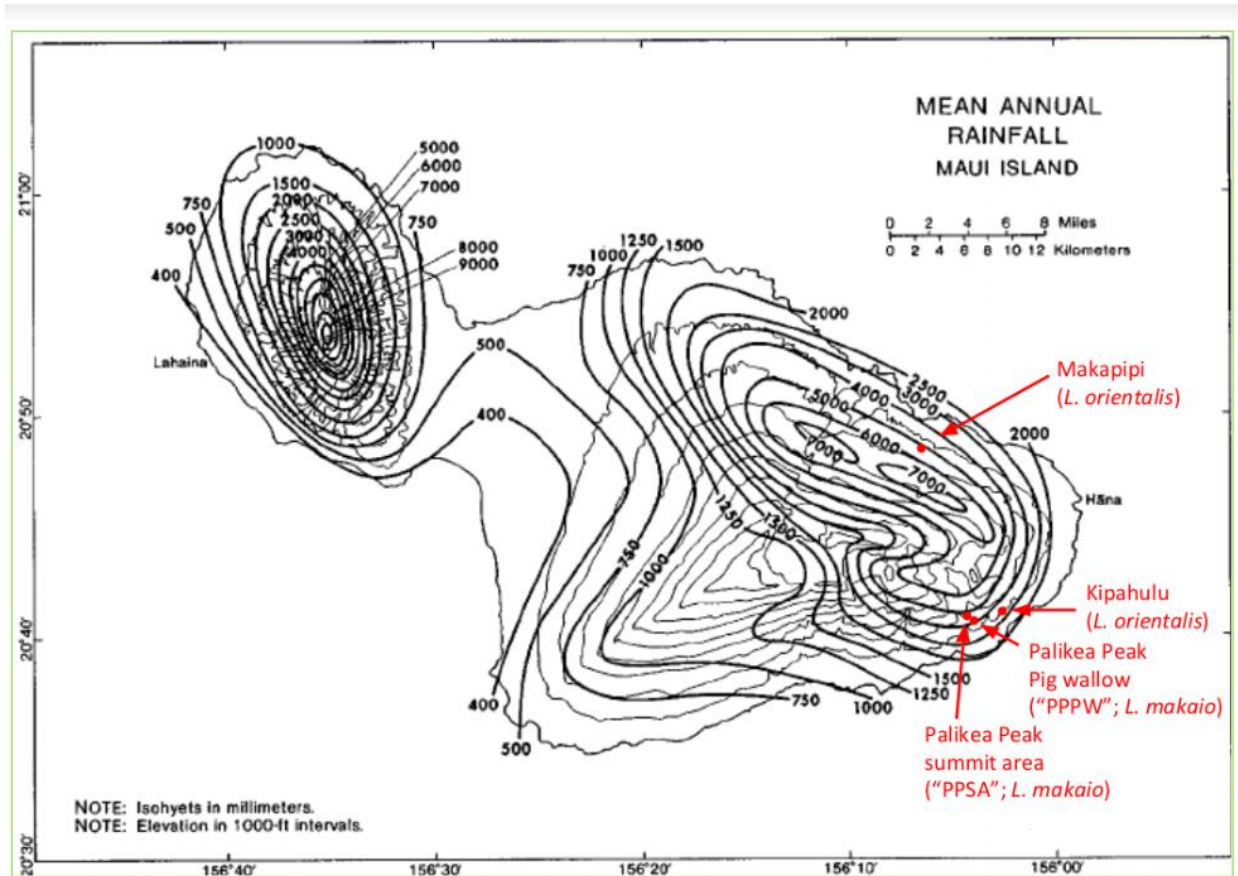 MEAN ANNUAL
RAINFALL
MAUI ISLAND
0 2 4 6 8 Miles
0 2 4 6 8 10 12 Kilometers
21°00'
20°50'
20°40'
20°30'
156°40'
156°30'
156°20'
156°10'
156°00'
1000
5000
6000
7000
1500
2000
2500
3000
4000
750
500
400
750
8000
9000
Lahaina
500
400
750
1000
1250
1500
2000
2500
3000
4000
5000
6000
7000
7000
2000
Hāna
1250
1500
750
1000
400
500
750
1000
1250
1500
Makapipi
(L. orientalis)
Kipahulu
(L. orientalis)
Palikea Peak
Pig wallow
("PPPW"; L. makaio)
Palikea Peak
summit area
("PPSA"; L. makaio)
NOTE: Isohyets in millimeters.
NOTE: Elevation in 1000-ft intervals.